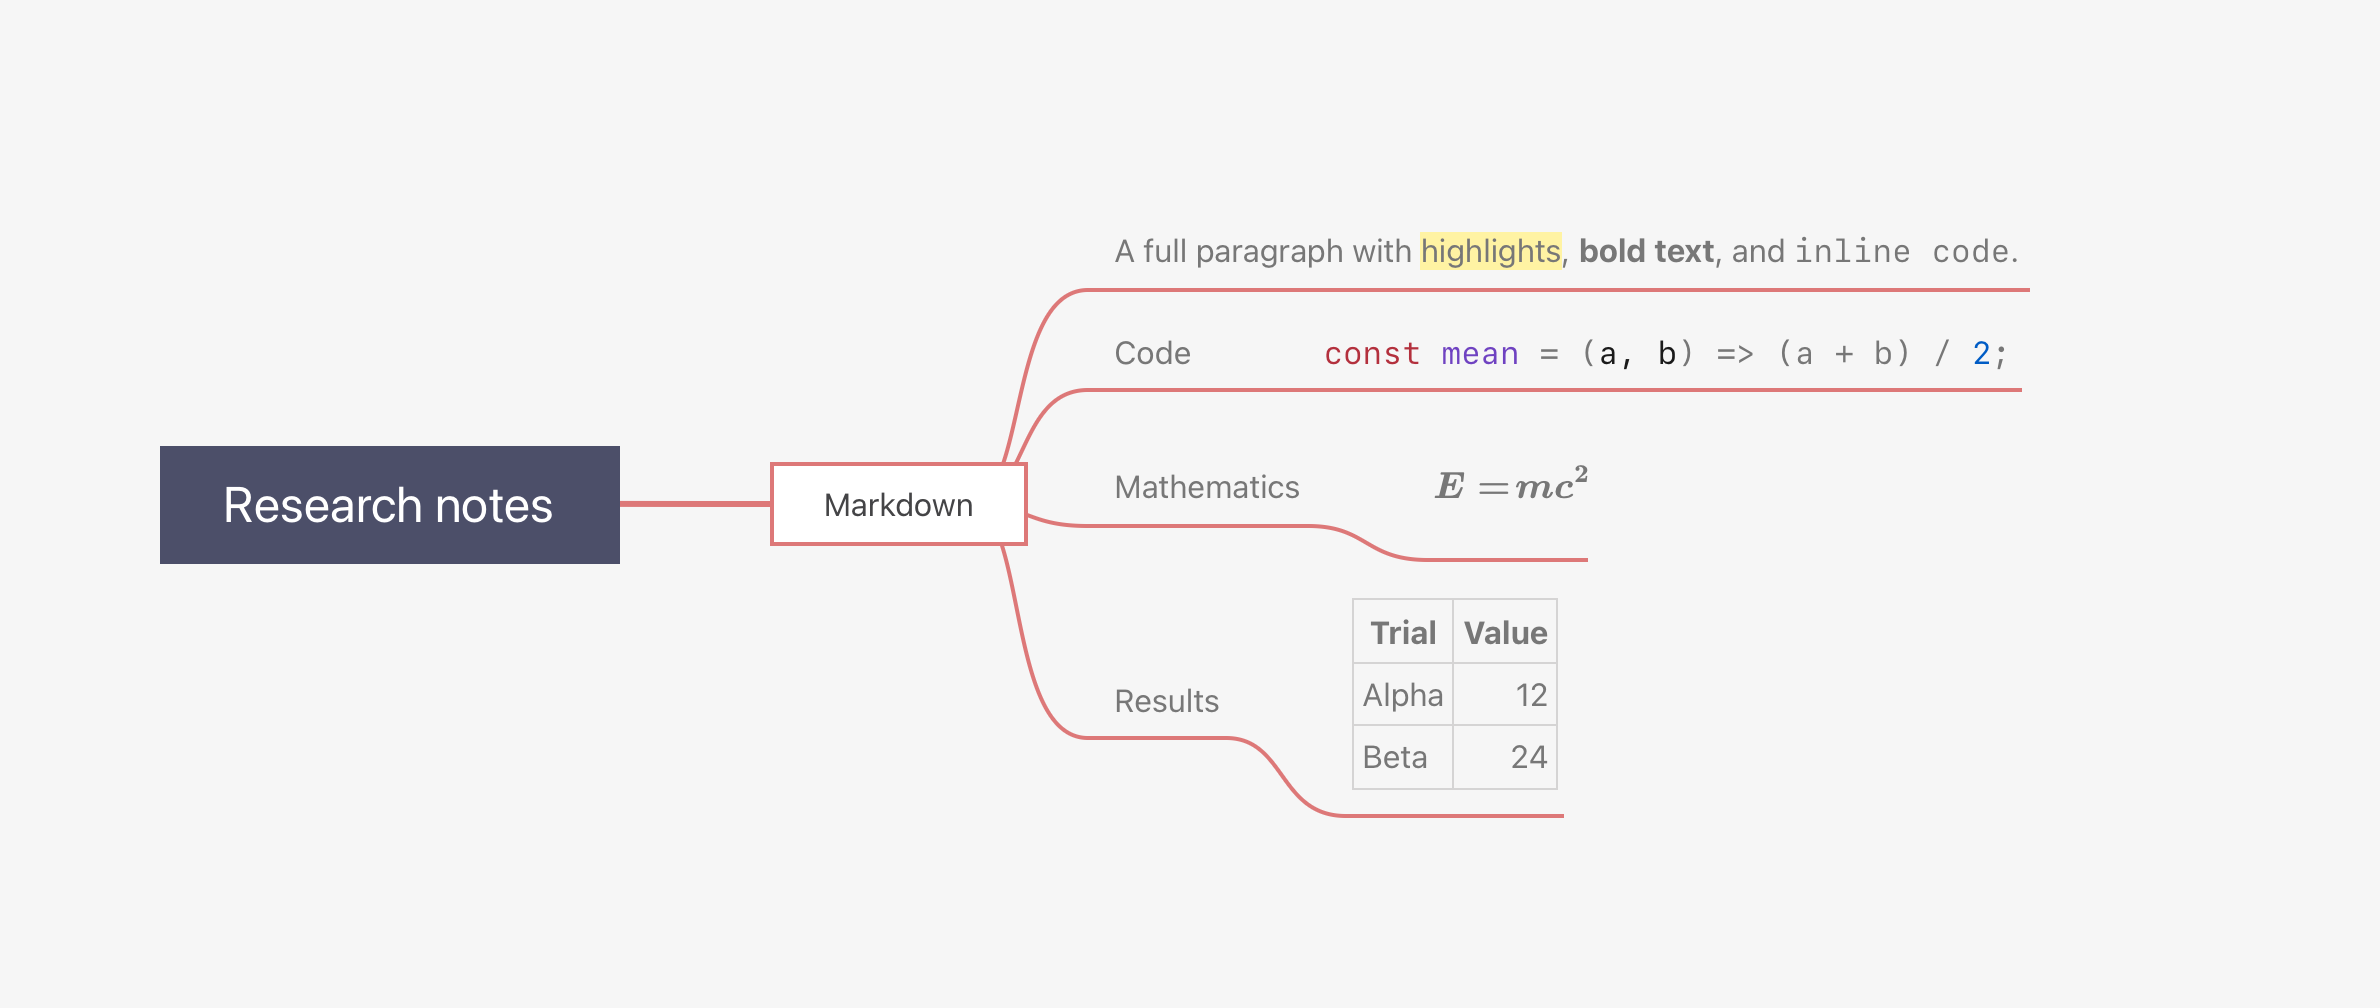 Research notes
Markdown
A full paragraph with highlights, bold text, and inline code.
Code const mean = (a, b) => (a + b) / 2;
Mathematics E = mc²
Results
Trial Value
Alpha 12
Beta 24